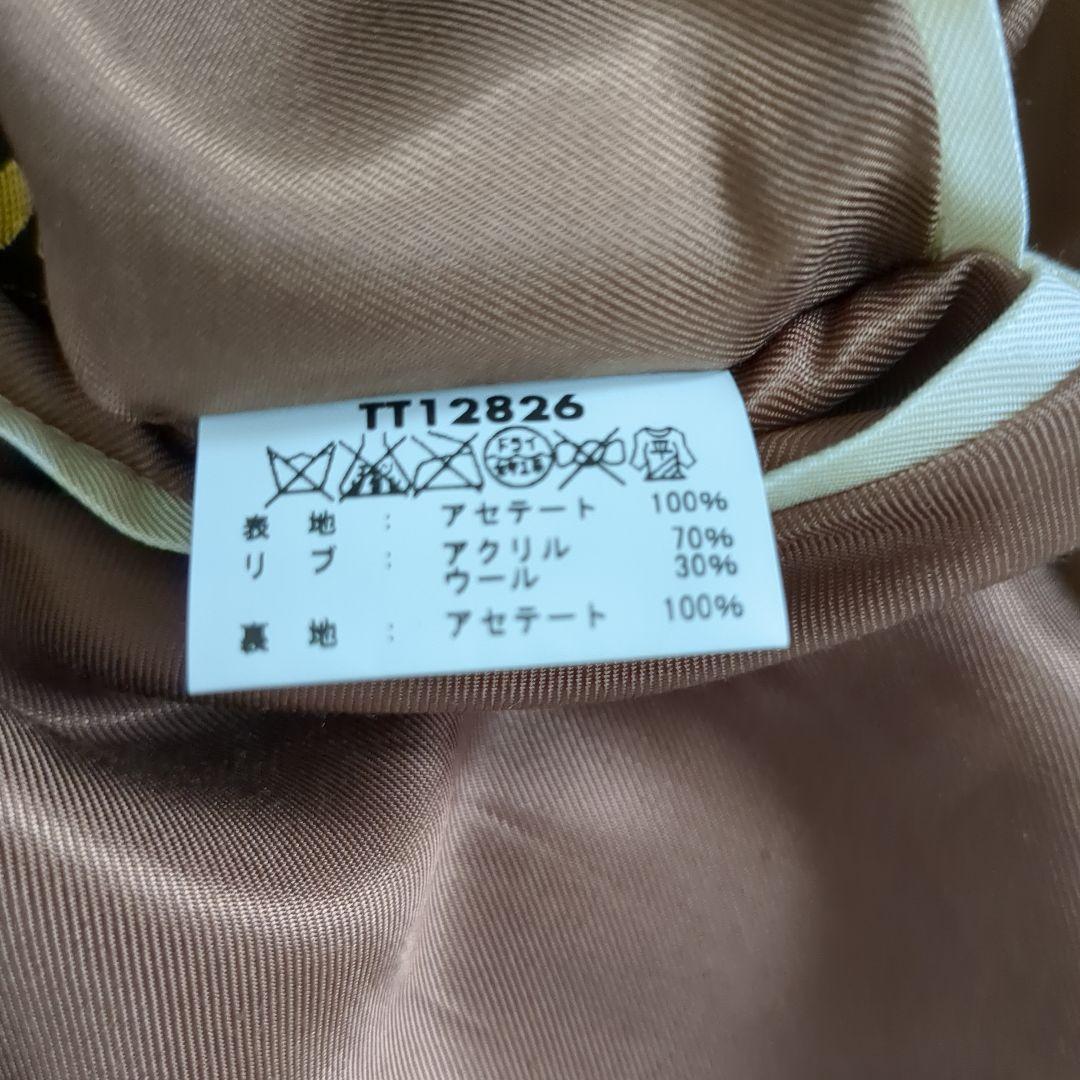 TT12826
ドライ
平
表地 : アセテート 100%
リブ : アクリル 70%
ウール 30%
裏地 : アセテート 100%